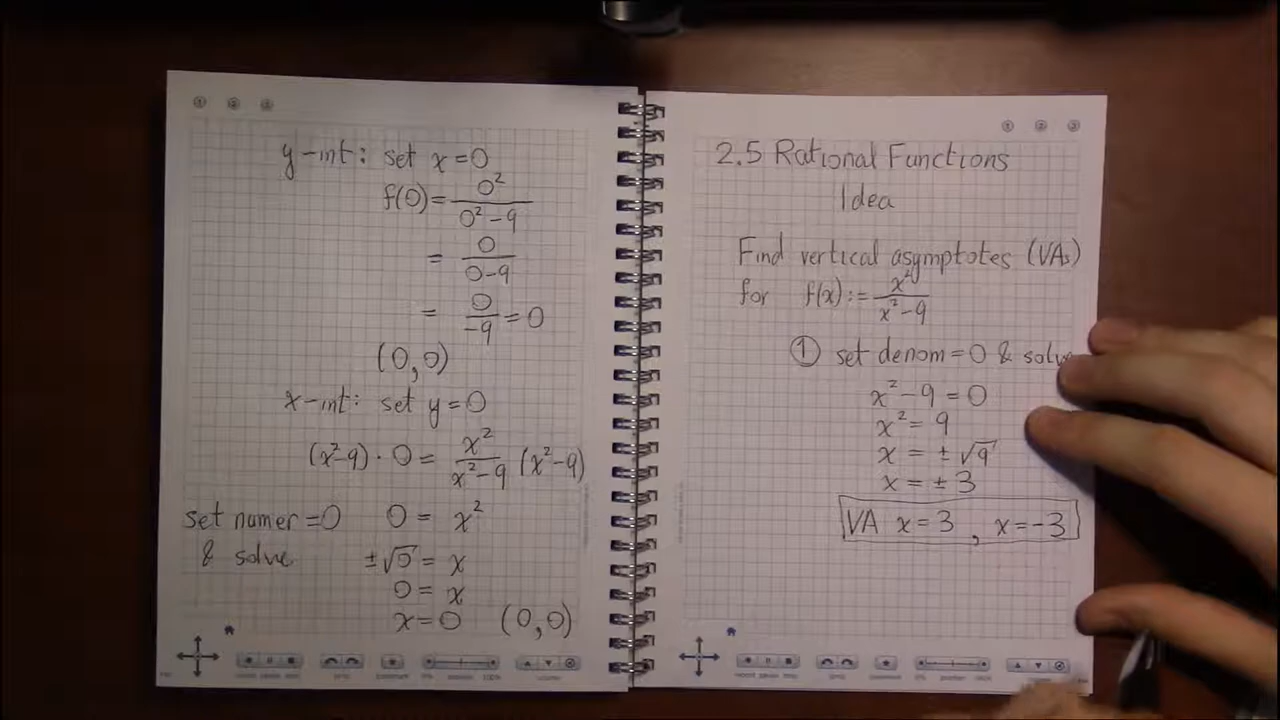 y-int: set x=0
f(0)= 0²/(0²-9)
= 0/(0-9)
= 0/-9 = 0
(0,0)
x-int: set y=0
(x²-9) · 0 = x²/(x²-9) (x²-9)
set numer=0 0 = x²
& solve ±√0 = x
0 = x
x=0 (0,0)
2.5 Rational Functions
Idea
Find vertical asymptotes (VAs)
for f(x):= x²/(x²-9)
① set denom=0 & solve
x²-9=0
x²=9
x = ±√9
x = ±3
VA x=3, x=-3